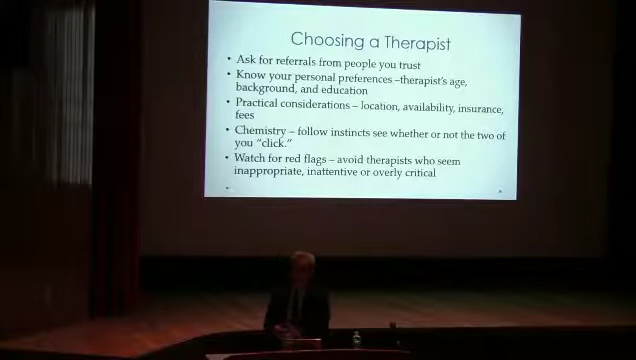 Choosing a Therapist
• Ask for referrals from people you trust
• Know your personal preferences –therapist's age,
background, and education
• Practical considerations – location, availability, insurance,
fees
• Chemistry – follow instincts see whether or not the two of
you “click.”
• Watch for red flags – avoid therapists who seem
inappropriate, inattentive or overly critical